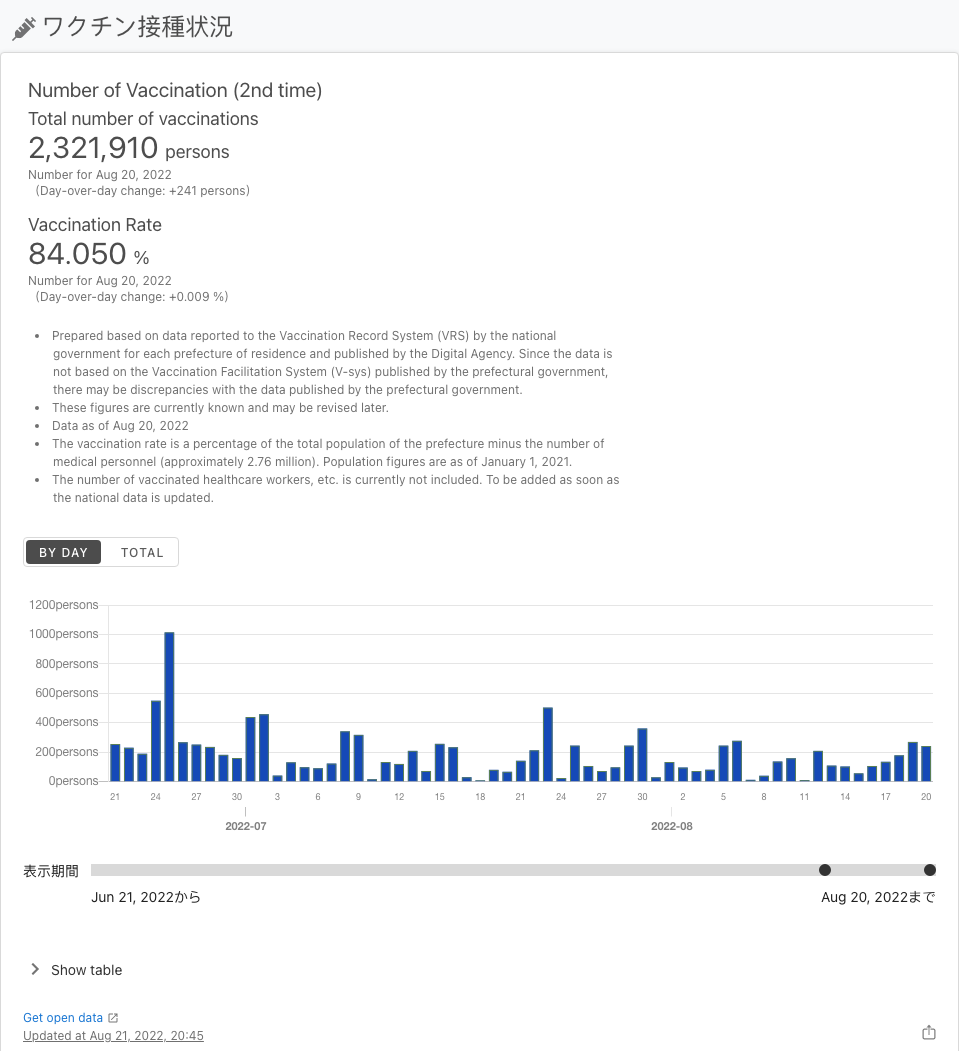 ワクチン接種状況
Number of Vaccination (2nd time)
Total number of vaccinations
2,321,910 persons
Number for Aug 20, 2022
(Day-over-day change: +241 persons)
Vaccination Rate
84.050 %
Number for Aug 20, 2022
(Day-over-day change: +0.009 %)
• Prepared based on data reported to the Vaccination Record System (VRS) by the national
government for each prefecture of residence and published by the Digital Agency. Since the data is
not based on the Vaccination Facilitation System (V-sys) published by the prefectural government,
there may be discrepancies with the data published by the prefectural government.
• These figures are currently known and may be revised later.
• Data as of Aug 20, 2022
• The vaccination rate is a percentage of the total population of the prefecture minus the number of
medical personnel (approximately 2.76 million). Population figures are as of January 1, 2021.
• The number of vaccinated healthcare workers, etc. is currently not included. To be added as soon as
the national data is updated.
BY DAY TOTAL
1200persons
1000persons
800persons
600persons
400persons
200persons
0persons
21 24 27 30 3 6 9 12 15 18 21 24 27 30 2 5 8 11 14 17 20
2022-07 2022-08
表示期間
Jun 21, 2022から Aug 20, 2022まで
Show table
Get open data
Updated at Aug 21, 2022, 20:45